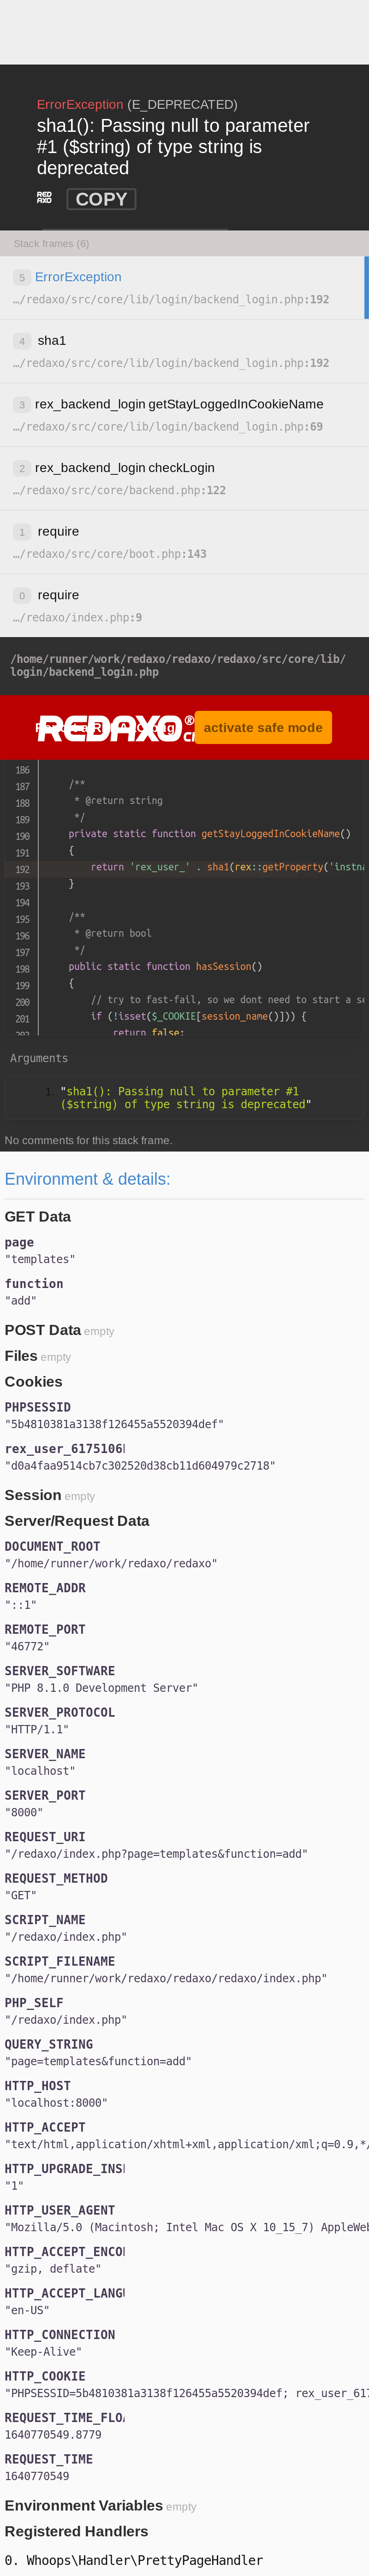 ErrorException (E_DEPRECATED)
sha1(): Passing null to parameter
#1 ($string) of type string is
deprecated
RED
AXO
COPY
Stack frames (6)
5 ErrorException
…/redaxo/src/core/lib/login/backend_login.php:192
4 sha1
…/redaxo/src/core/lib/login/backend_login.php:192
3 rex_backend_login getStayLoggedInCookieName
…/redaxo/src/core/lib/login/backend_login.php:69
2 rex_backend_login checkLogin
…/redaxo/src/core/backend.php:122
1 require
…/redaxo/src/core/boot.php:143
0 require
…/redaxo/index.php:9
/home/runner/work/redaxo/redaxo/redaxo/src/core/lib/
login/backend_login.php
REDAXO®
activate safe mode
186
187 /**
188 * @return string
189 */
190 private static function getStayLoggedInCookieName()
191 {
192 return 'rex_user_' . sha1(rex::getProperty('instna
193 }
194
195 /**
196 * @return bool
197 */
198 public static function hasSession()
199 {
200 // try to fast-fail, so we dont need to start a se
201 if (!isset($_COOKIE[session_name()])) {
202 return false;
Arguments
1. "sha1(): Passing null to parameter #1
($string) of type string is deprecated"
No comments for this stack frame.
Environment & details:
GET Data
page
"templates"
function
"add"
POST Data empty
Files empty
Cookies
PHPSESSID
"5b4810381a3138f126455a5520394def"
rex_user_6175106
"d0a4faa9514cb7c302520d38cb11d604979c2718"
Session empty
Server/Request Data
DOCUMENT_ROOT
"/home/runner/work/redaxo/redaxo"
REMOTE_ADDR
"::1"
REMOTE_PORT
"46772"
SERVER_SOFTWARE
"PHP 8.1.0 Development Server"
SERVER_PROTOCOL
"HTTP/1.1"
SERVER_NAME
"localhost"
SERVER_PORT
"8000"
REQUEST_URI
"/redaxo/index.php?page=templates&function=add"
REQUEST_METHOD
"GET"
SCRIPT_NAME
"/redaxo/index.php"
SCRIPT_FILENAME
"/home/runner/work/redaxo/redaxo/redaxo/index.php"
PHP_SELF
"/redaxo/index.php"
QUERY_STRING
"page=templates&function=add"
HTTP_HOST
"localhost:8000"
HTTP_ACCEPT
"text/html,application/xhtml+xml,application/xml;q=0.9,*/
HTTP_UPGRADE_INS
"1"
HTTP_USER_AGENT
"Mozilla/5.0 (Macintosh; Intel Mac OS X 10_15_7) AppleWeb
HTTP_ACCEPT_ENCO
"gzip, deflate"
HTTP_ACCEPT_LANG
"en-US"
HTTP_CONNECTION
"Keep-Alive"
HTTP_COOKIE
"PHPSESSID=5b4810381a3138f126455a5520394def; rex_user_617
REQUEST_TIME_FLO
1640770549.8779
REQUEST_TIME
1640770549
Environment Variables empty
Registered Handlers
0. Whoops\Handler\PrettyPageHandler